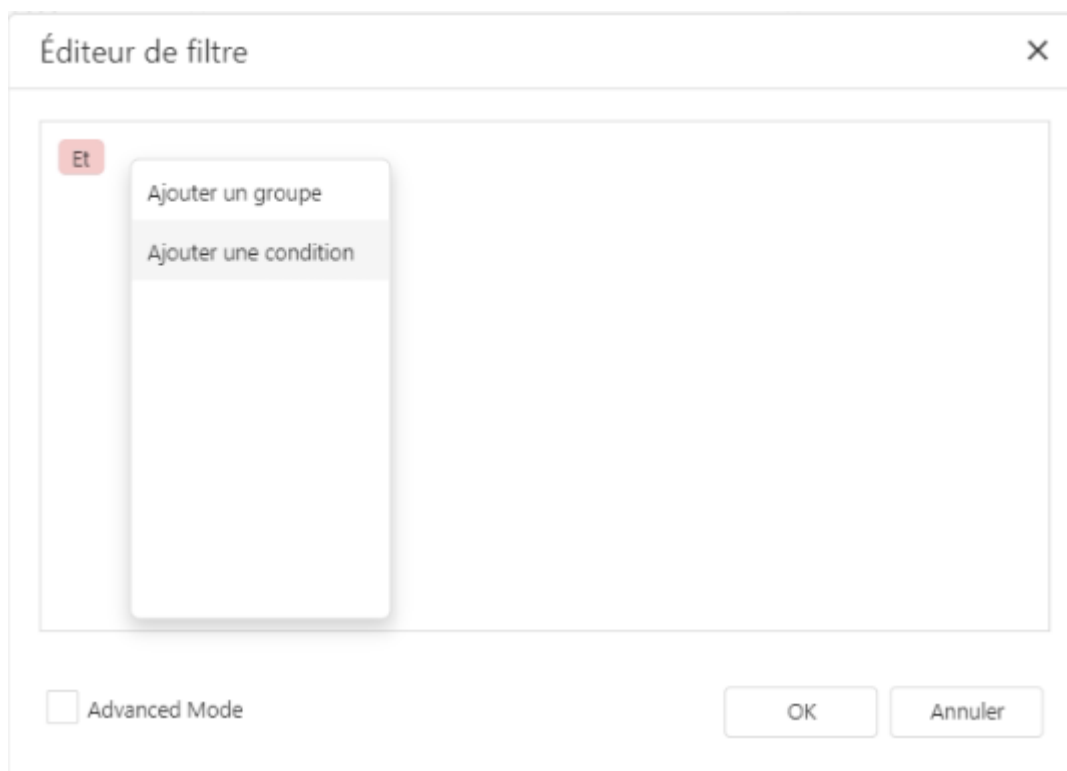 Éditeur de filtre
Et
Ajouter un groupe
Ajouter une condition
Advanced Mode
OK
Annuler